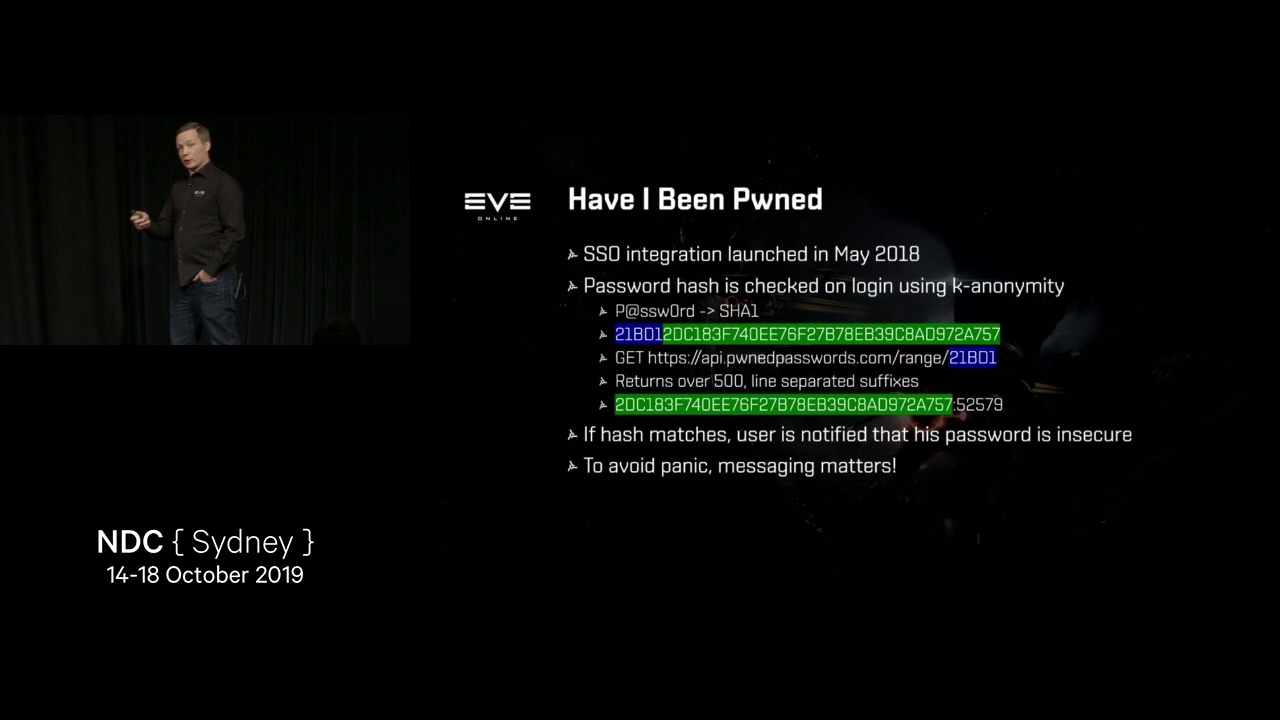 EVE
ONLINE
Have I Been Pwned
SSO integration launched in May 2018
Password hash is checked on login using k-anonymity
P@ssw0rd -> SHA1
21BD12DC183F740EE76F27B78EB39C8AD972A757
GET https://api.pwnedpasswords.com/range/21BD1
Returns over 500, line separated suffixes
2DC183F740EE76F27B78EB39C8AD972A757:52579
If hash matches, user is notified that his password is insecure
To avoid panic, messaging matters!
NDC { Sydney }
14-18 October 2019